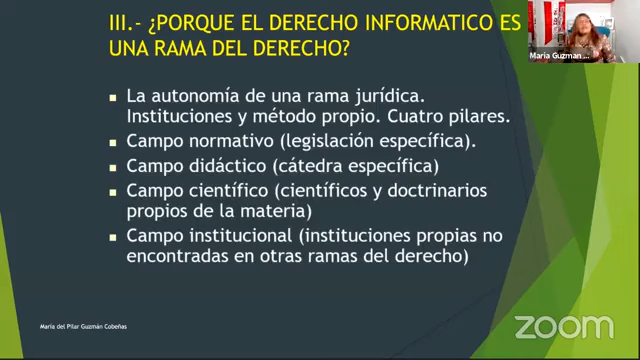 III.- ¿PORQUE EL DERECHO INFORMATICO ES
UNA RAMA DEL DERECHO?
La autonomía de una rama jurídica.
Instituciones y método propio. Cuatro pilares.
Campo normativo (legislación específica).
Campo didáctico (cátedra específica)
Campo científico (científicos y doctrinarios
propios de la materia)
Campo institucional (instituciones propias no
encontradas en otras ramas del derecho)
María del Pilar Guzmán Cobeñas
Maria Guzman ...
zoom